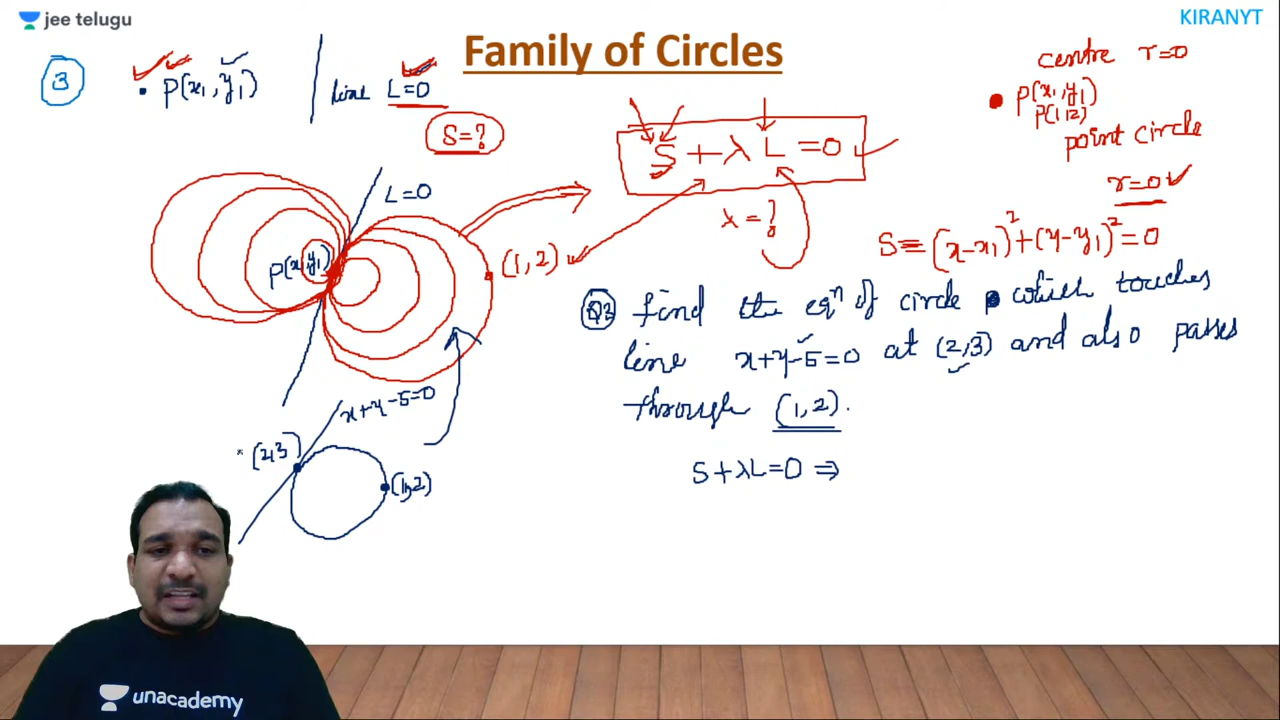 jee telugu
KIRANYT
Family of Circles
3
P(x₁,y₁)
line L=0
S=?
S+λL=0
λ=?
centre r=0
P(x₁,y₁)
P(1,2)
point circle
r=0
S≡(x-x₁)²+(y-y₁)²=0
L=0
P(x₁,y₁)
(1,2)
Q3 find the eqⁿ of circle which touches
line x+y-5=0 at (2,3) and also passes
through (1,2).
S+λL=0 ⇒
x+y-5=0
(2,3)
(1,2)
unacademy